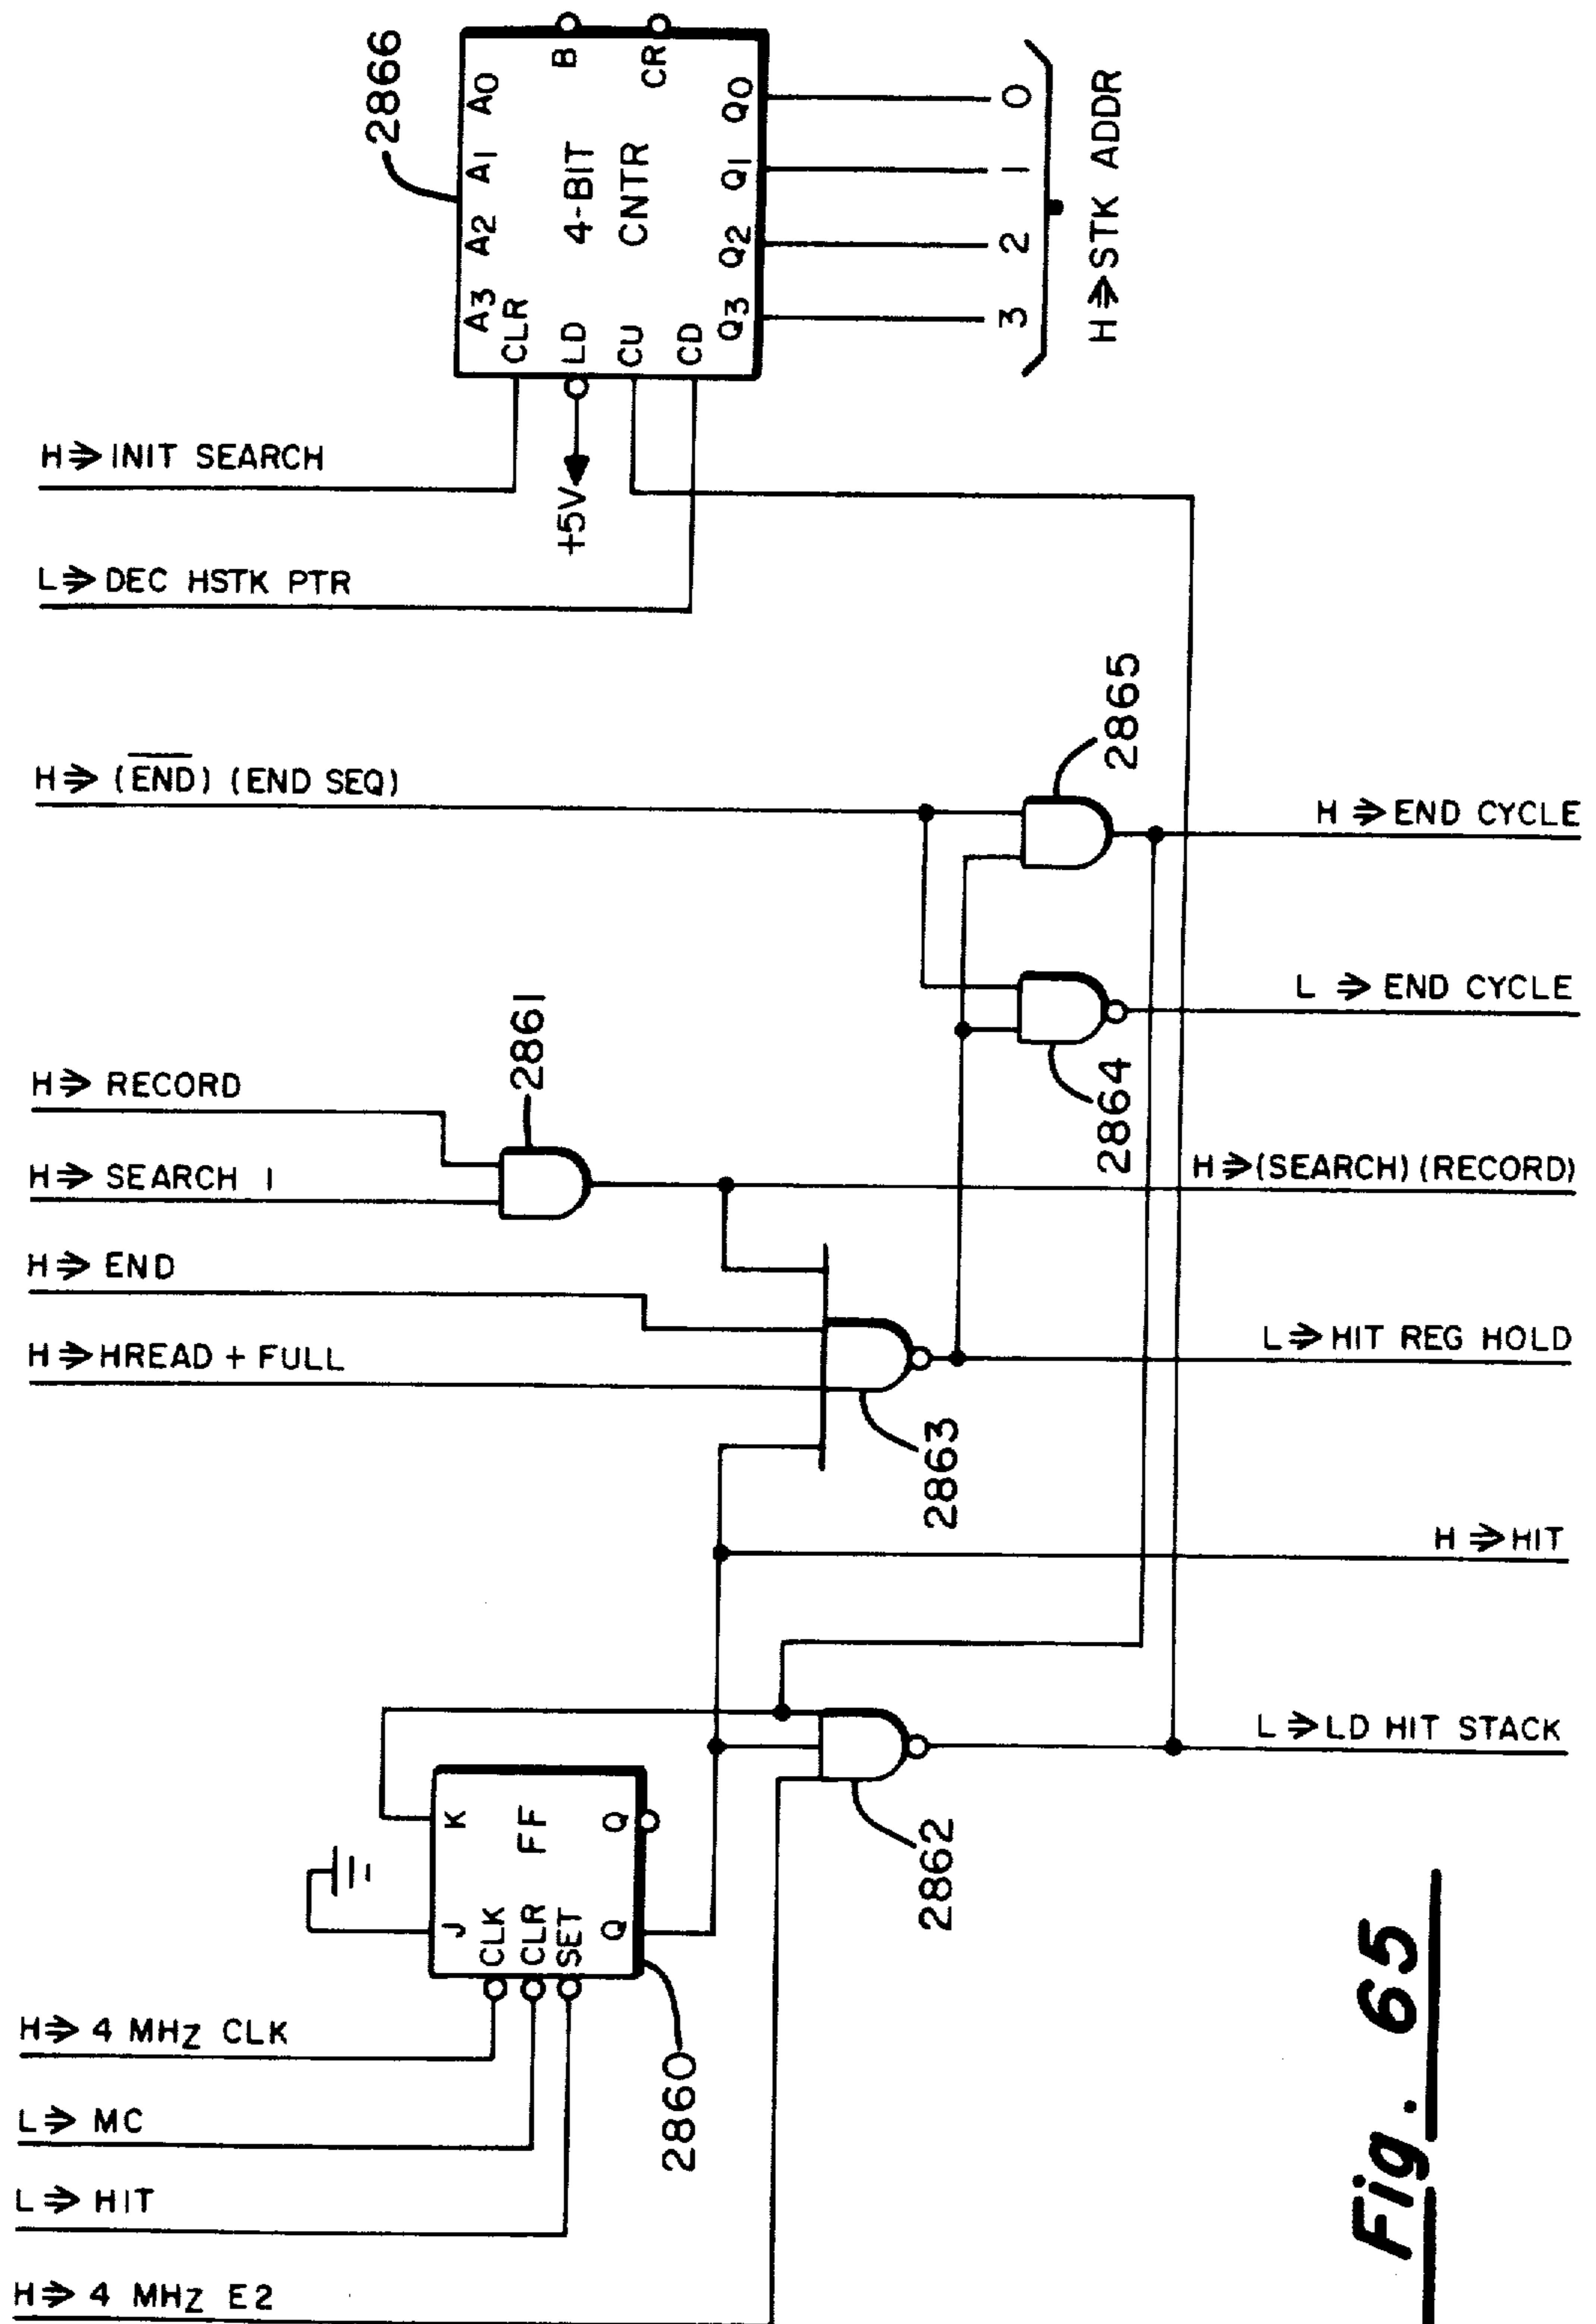 2866
A3 A2 A1 A0
CLR
B
LD
4-BIT
CU
CNTR
CR
CD
Q3 Q2 Q1 Q0
3 2 1 0
H⇒STK ADDR
H⇒INIT SEARCH
+5V
L⇒DEC HSTK PTR
H⇒(E̅N̅D̅) (END SEQ)
2865
H⇒END CYCLE
2864
L⇒END CYCLE
H⇒RECORD
2861
H⇒SEARCH 1
H⇒(SEARCH) (RECORD)
H⇒END
H⇒HREAD + FULL
L⇒HIT REG HOLD
2863
H⇒HIT
L⇒LD HIT STACK
2862
J K
CLK
CLR FF
SET
Q Q
2860
H⇒4 MHZ CLK
L⇒MC
L⇒HIT
H⇒4 MHZ E2
Fig. 65